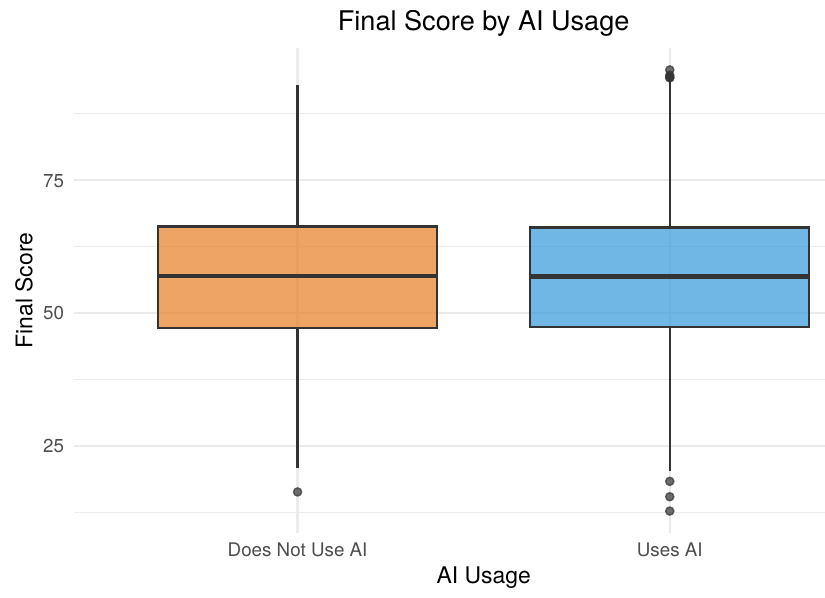 Final Score by AI Usage
Final Score
75
50
25
Does Not Use AI
Uses AI
AI Usage